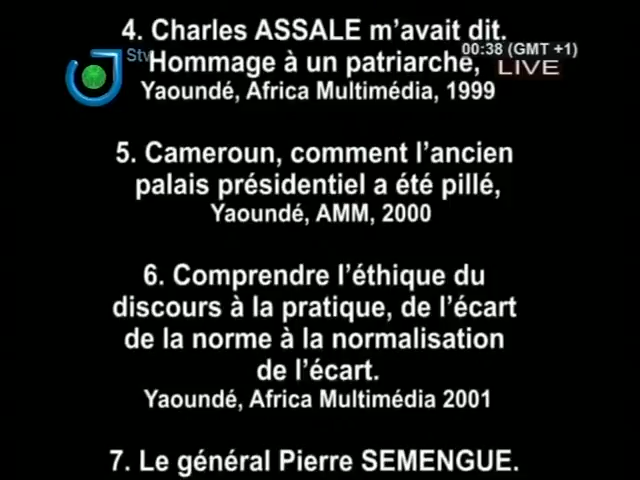 4. Charles ASSALE m'avait dit.
Stv
00:38 (GMT +1)
Hommage à un patriarche,
LIVE
Yaoundé, Africa Multimédia, 1999
5. Cameroun, comment l'ancien
palais présidentiel a été pillé,
Yaoundé, AMM, 2000
6. Comprendre l'éthique du
discours à la pratique, de l'écart
de la norme à la normalisation
de l'écart.
Yaoundé, Africa Multimédia 2001
7. Le général Pierre SEMENGUE.